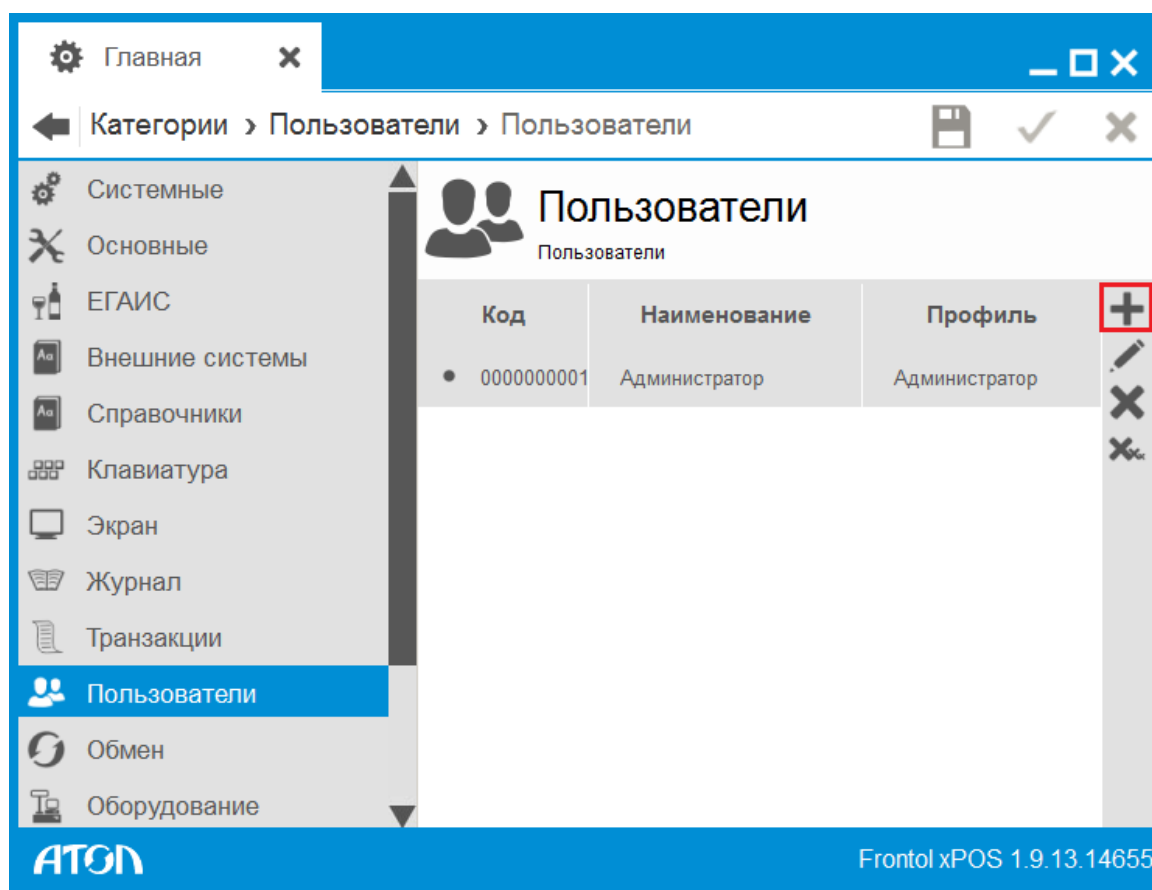 Главная
Категории › Пользователи › Пользователи
Системные
Основные
ЕГАИС
Внешние системы
Справочники
Клавиатура
Экран
Журнал
Транзакции
Пользователи
Обмен
Оборудование
Пользователи
Пользователи
Код Наименование Профиль
0000000001 Администратор Администратор
АТОЛ Frontol xPOS 1.9.13.14655